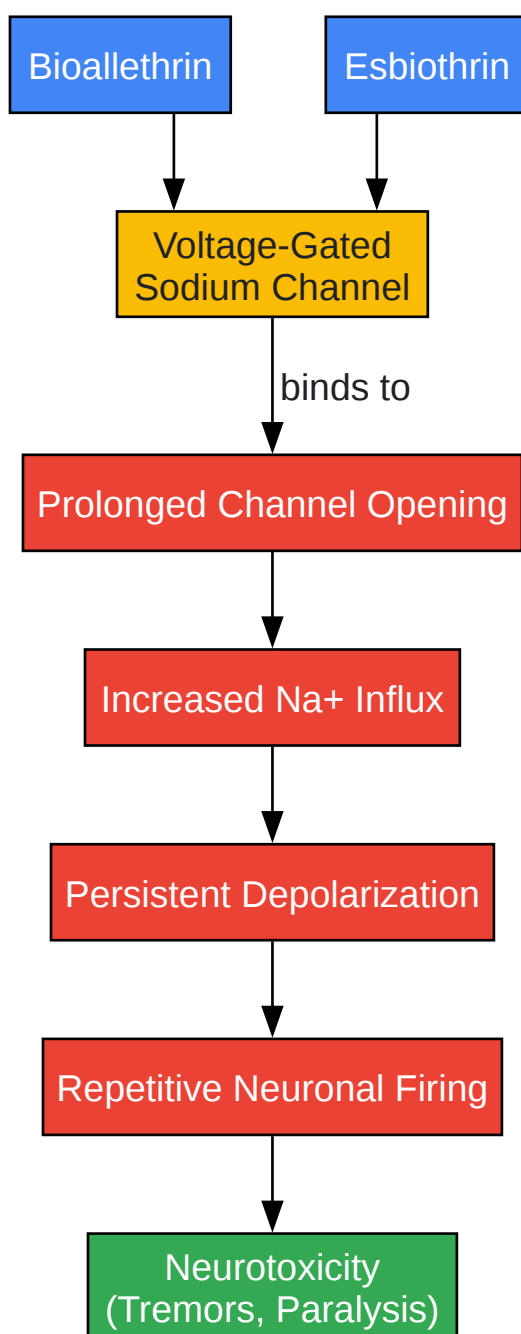 Bioallethrin
Esbiothrin
Voltage-Gated
Sodium Channel
binds to
Prolonged Channel Opening
Increased Na+ Influx
Persistent Depolarization
Repetitive Neuronal Firing
Neurotoxicity
(Tremors, Paralysis)